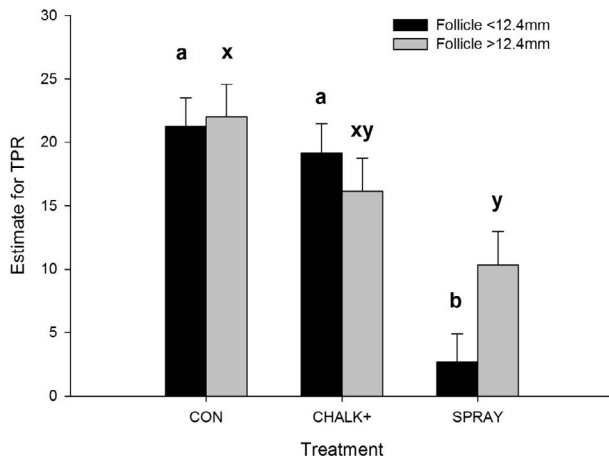 30
Follicle <12.4mm
Follicle >12.4mm
a x
25
a
xy
20
Estimate for TPR
15
y
10
b
5
0
CON CHALK+ SPRAY
Treatment